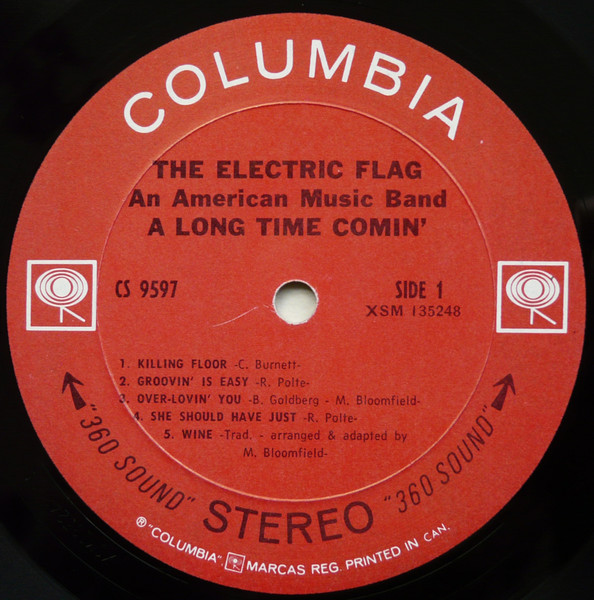 COLUMBIA
THE ELECTRIC FLAG
An American Music Band
A LONG TIME COMIN'
CS 9597
SIDE 1
XSM 135248
1. KILLING FLOOR -C. Burnett-
2. GROOVIN' IS EASY -R. Polte-
3. OVER-LOVIN' YOU -B. Goldberg - M. Bloomfield-
4. SHE SHOULD HAVE JUST -R. Polte-
5. WINE -Trad. - arranged & adapted by
M. Bloomfield-
"360 SOUND" STEREO "360 SOUND"
® "COLUMBIA", MARCAS REG. PRINTED IN CAN.